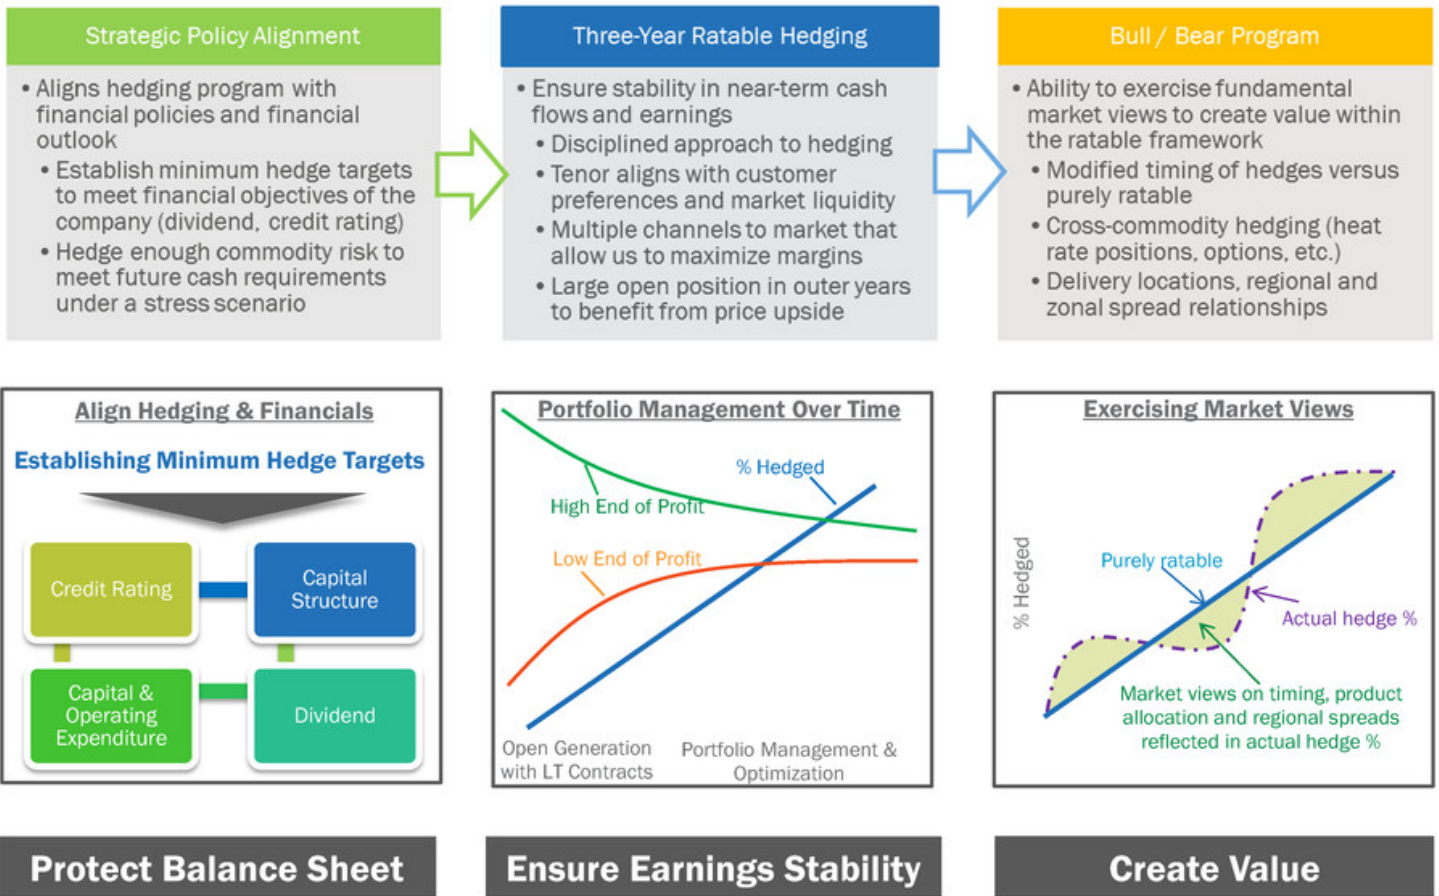 Strategic Policy Alignment
• Aligns hedging program with
financial policies and financial
outlook
• Establish minimum hedge targets
to meet financial objectives of the
company (dividend, credit rating)
• Hedge enough commodity risk to
meet future cash requirements
under a stress scenario
Three-Year Ratable Hedging
• Ensure stability in near-term cash
flows and earnings
• Disciplined approach to hedging
• Tenor aligns with customer
preferences and market liquidity
• Multiple channels to market that
allow us to maximize margins
• Large open position in outer years
to benefit from price upside
Bull / Bear Program
• Ability to exercise fundamental
market views to create value within
the ratable framework
• Modified timing of hedges versus
purely ratable
• Cross-commodity hedging (heat
rate positions, options, etc.)
• Delivery locations, regional and
zonal spread relationships
Align Hedging & Financials
Establishing Minimum Hedge Targets
Credit Rating
Capital
Structure
Capital &
Operating
Expenditure
Dividend
Portfolio Management Over Time
% Hedged
High End of Profit
Low End of Profit
Open Generation
with LT Contracts
Portfolio Management &
Optimization
Exercising Market Views
% Hedged
Purely ratable
Actual hedge %
Market views on timing, product
allocation and regional spreads
reflected in actual hedge %
Protect Balance Sheet
Ensure Earnings Stability
Create Value